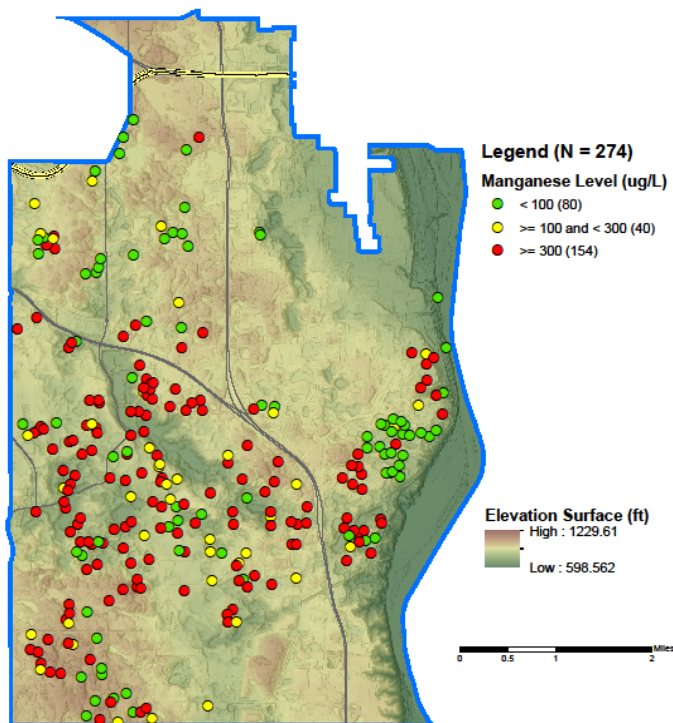 Legend (N = 274)
Manganese Level (ug/L)
< 100 (80)
>= 100 and < 300 (40)
>= 300 (154)
Elevation Surface (ft)
High : 1229.61
Low : 598.562
Miles
0 0.5 1 2